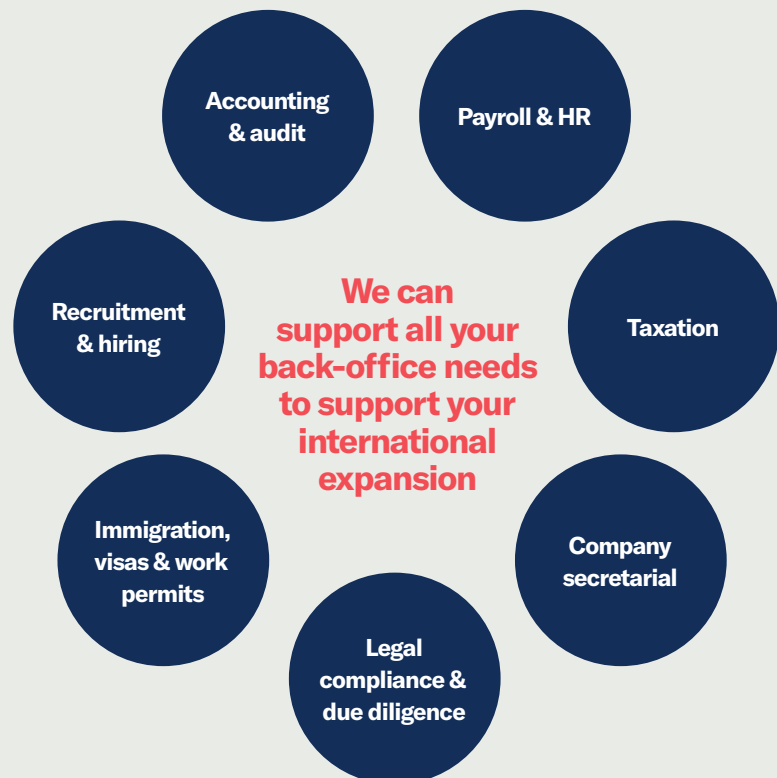 Accounting
& audit
Payroll & HR
Recruitment
& hiring
We can
support all your
back-office needs
to support your
international
expansion
Taxation
Immigration,
visas & work
permits
Company
secretarial
Legal
compliance &
due diligence